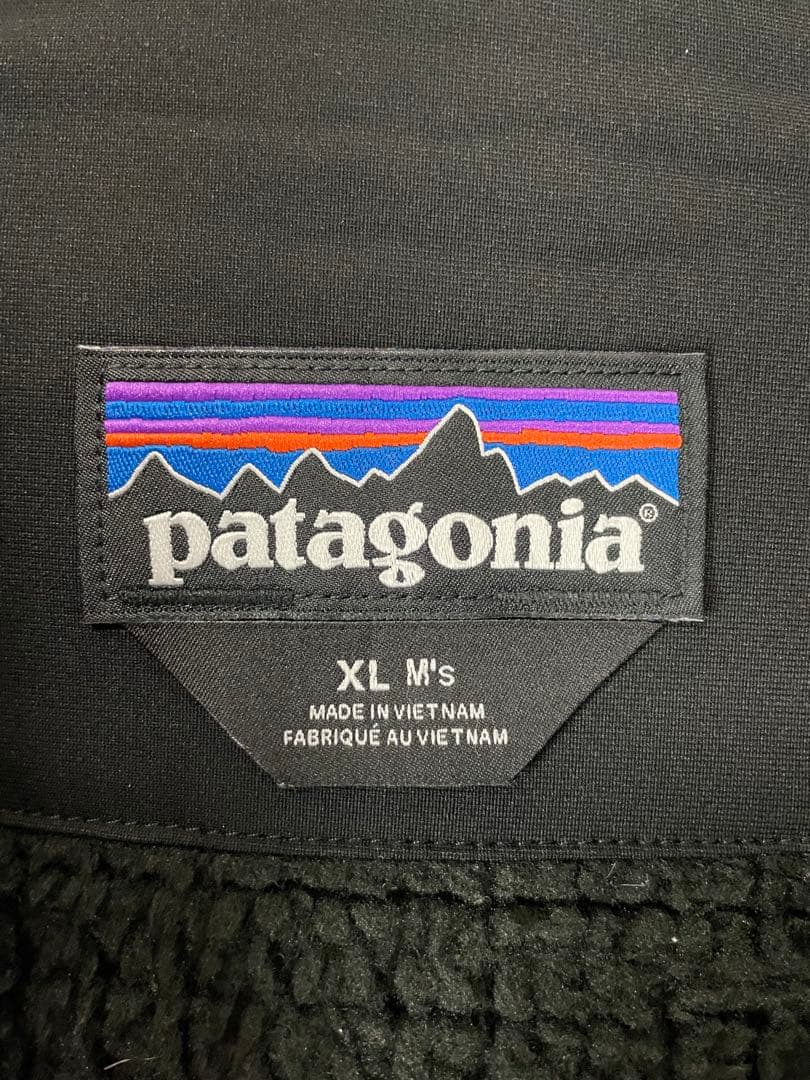 patagonia®
XL M's
MADE IN VIETNAM
FABRIQUÉ AU VIETNAM